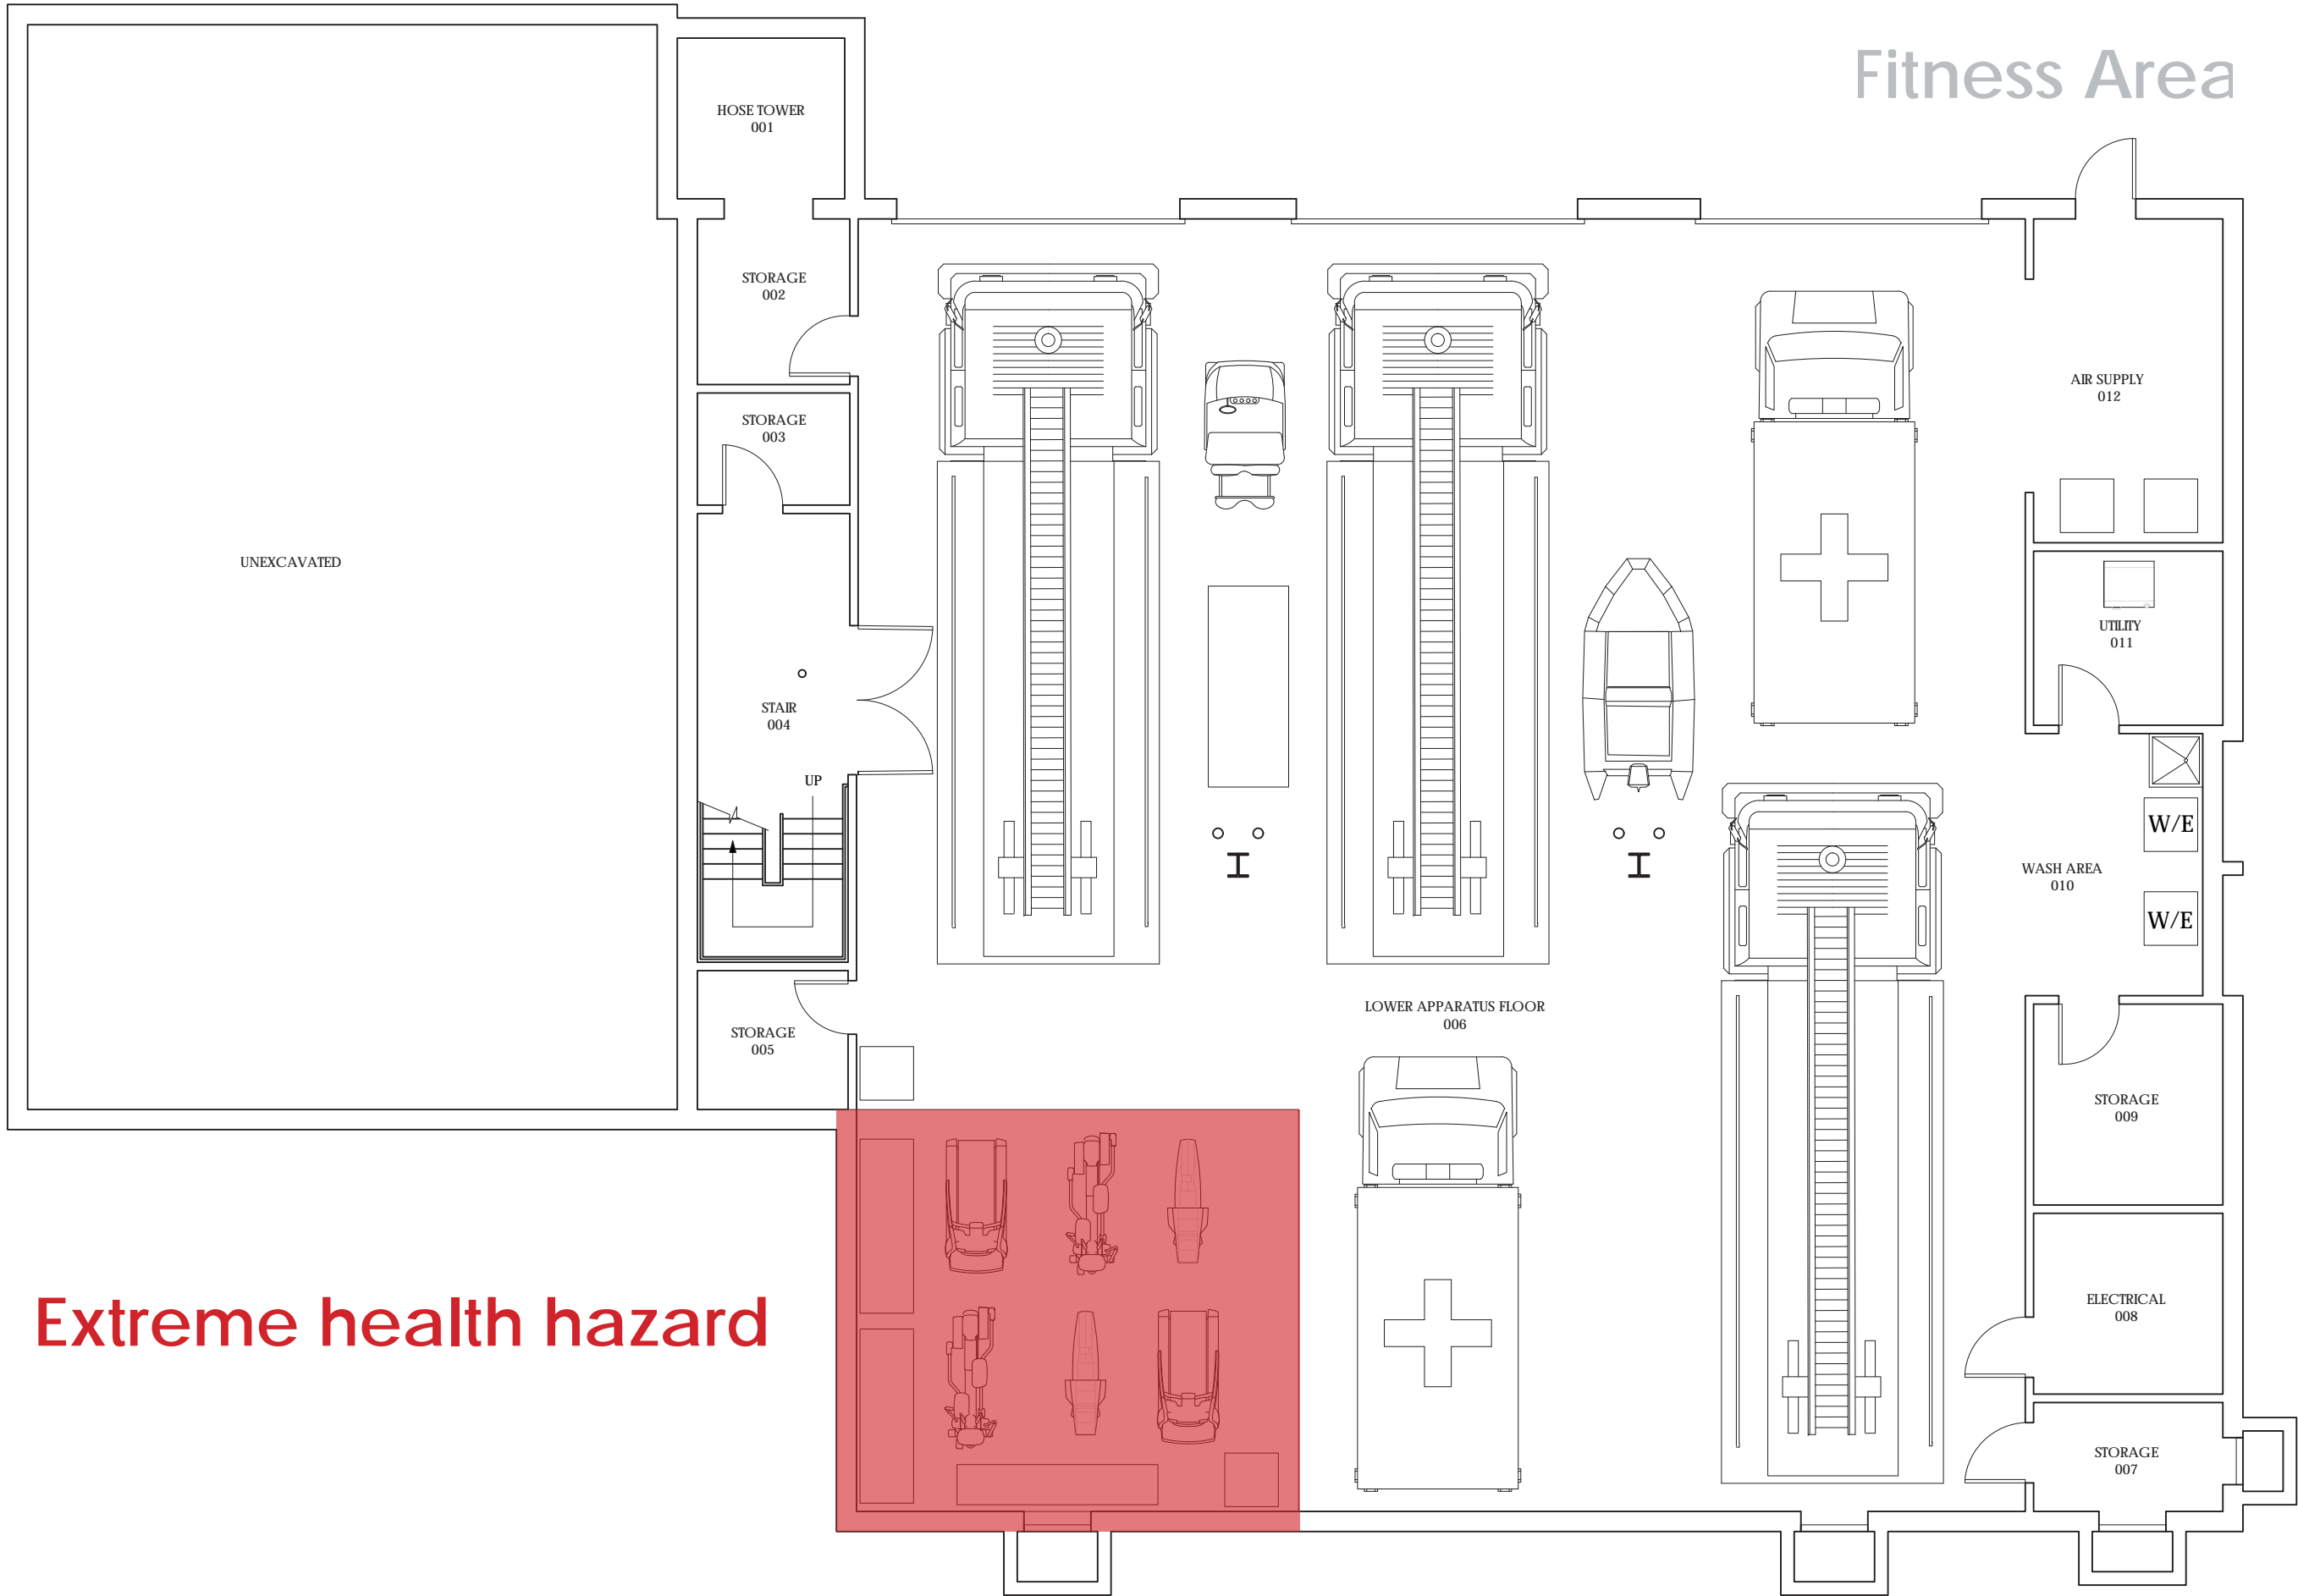 Fitness Area
HOSE TOWER
001
STORAGE
002
STORAGE
003
AIR SUPPLY
012
UNEXCAVATED
UTILITY
011
STAIR
004
UP
W/E
WASH AREA
010
W/E
LOWER APPARATUS FLOOR
006
STORAGE
005
STORAGE
009
Extreme health hazard
ELECTRICAL
008
STORAGE
007